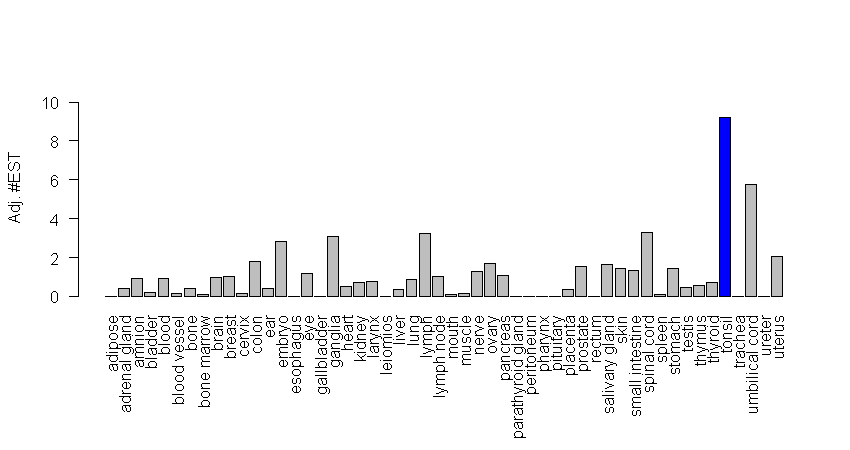 10
8
6
4
2
0
Adj. #EST
adipose
adrenal gland
amnion
bladder
blood
blood vessel
bone
bone marrow
brain
breast
cervix
colon
ear
embryo
esophagus
eye
gallbladder
ganglia
heart
kidney
larynx
leiomios
liver
lung
lymph
lymph node
mouth
muscle
nerve
ovary
pancreas
parathyroid gland
peritoneum
pharynx
pituitary
placenta
prostate
rectum
salivary gland
skin
small intestine
spinal cord
spleen
stomach
testis
thymus
thyroid
tonsil
trachea
umbilical cord
ureter
uterus